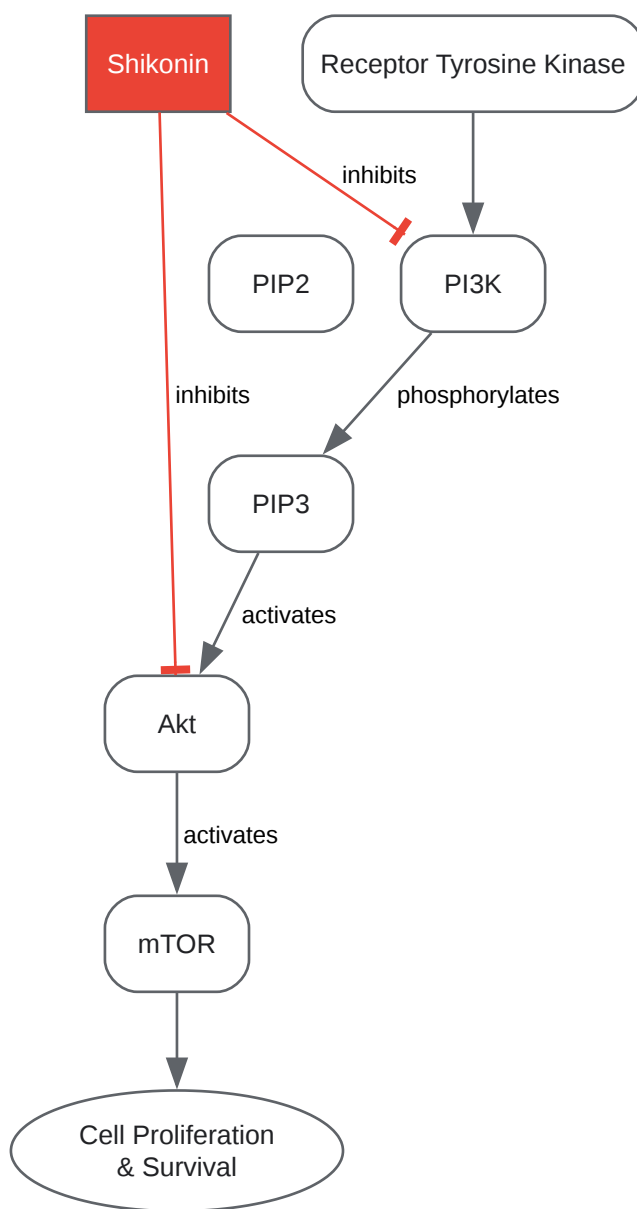 Shikonin
Receptor Tyrosine Kinase
inhibits
PIP2
PI3K
inhibits
phosphorylates
PIP3
activates
Akt
activates
mTOR
Cell Proliferation
& Survival